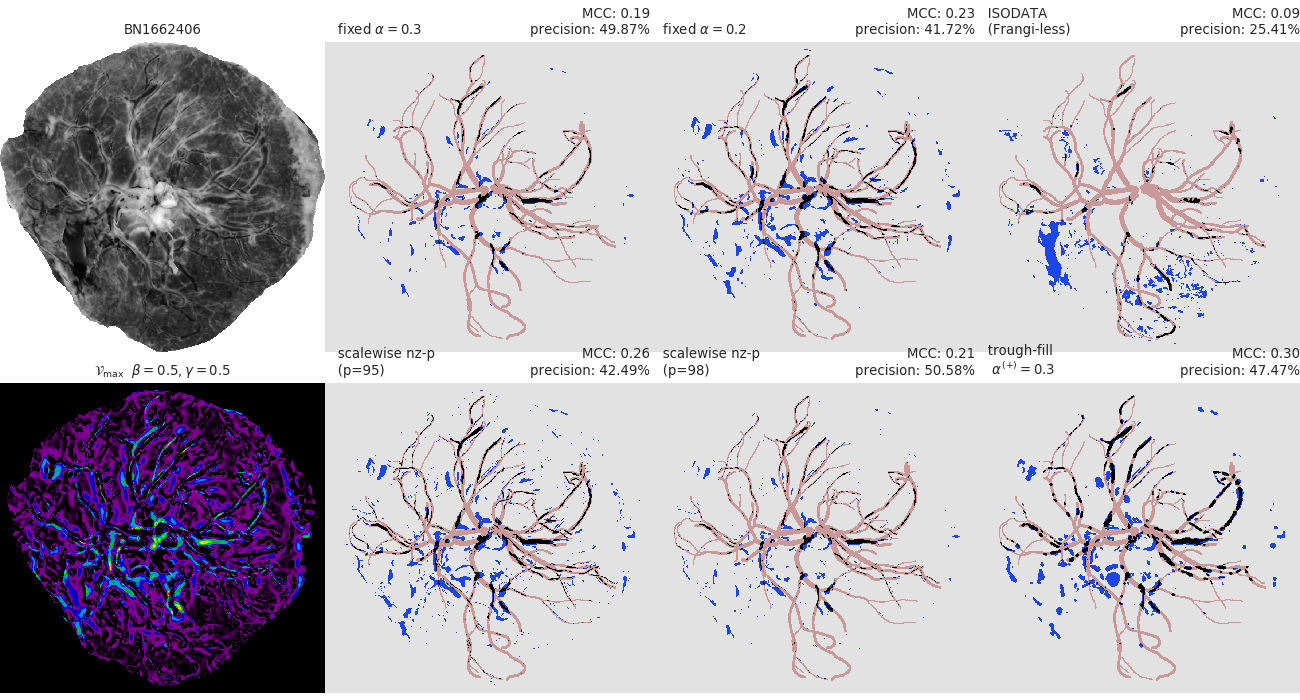 BN1662406
fixed α = 0.3
MCC: 0.19
precision: 49.87%
fixed α = 0.2
MCC: 0.23
precision: 41.72%
ISODATA
(Frangi-less)
MCC: 0.09
precision: 25.41%
𝒱max β = 0.5, γ = 0.5
scalewise nz-p
(p=95)
MCC: 0.26
precision: 42.49%
scalewise nz-p
(p=98)
MCC: 0.21
precision: 50.58%
trough-fill
α(+) = 0.3
MCC: 0.30
precision: 47.47%